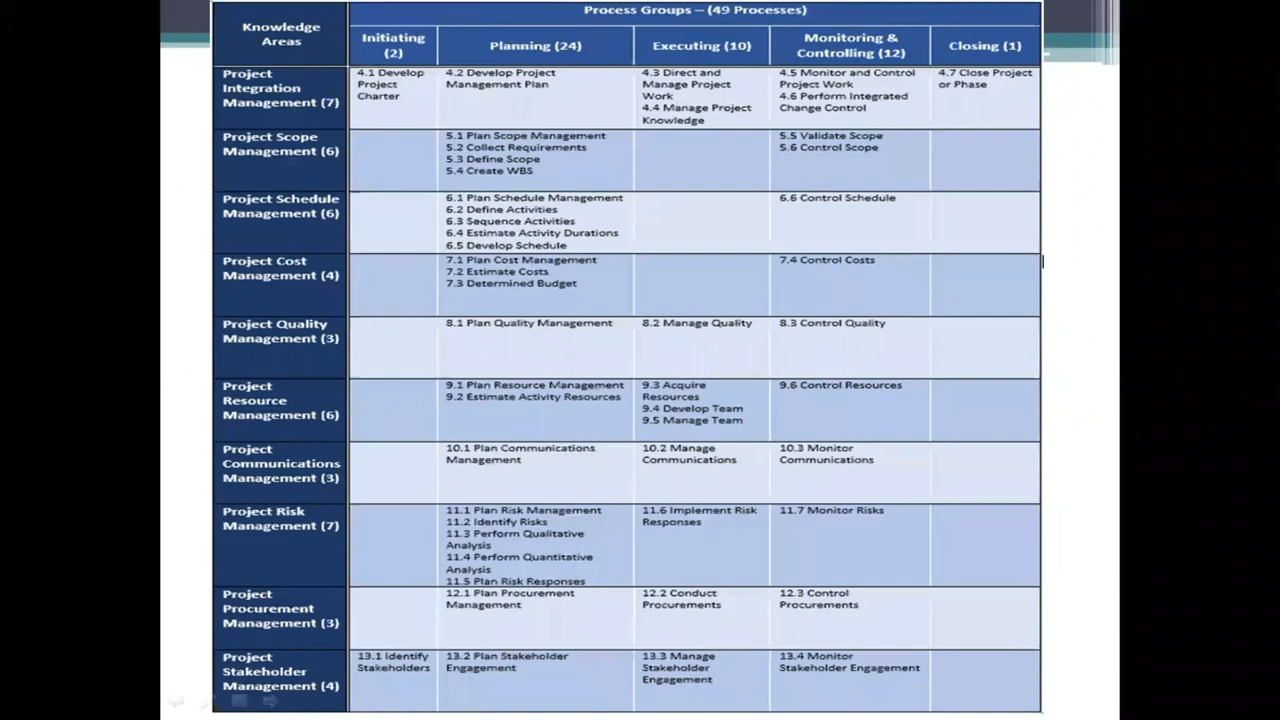 Knowledge
Areas
Process Groups – (49 Processes)
Initiating
(2)
Planning (24)
Executing (10)
Monitoring &
Controlling (12)
Closing (1)
Project
Integration
Management (7)
4.1 Develop
Project
Charter
4.2 Develop Project
Management Plan
4.3 Direct and
Manage Project
Work
4.4 Manage Project
Knowledge
4.5 Monitor and Control
Project Work
4.6 Perform Integrated
Change Control
4.7 Close Project
or Phase
Project Scope
Management (6)
5.1 Plan Scope Management
5.2 Collect Requirements
5.3 Define Scope
5.4 Create WBS
5.5 Validate Scope
5.6 Control Scope
Project Schedule
Management (6)
6.1 Plan Schedule Management
6.2 Define Activities
6.3 Sequence Activities
6.4 Estimate Activity Durations
6.5 Develop Schedule
6.6 Control Schedule
Project Cost
Management (4)
7.1 Plan Cost Management
7.2 Estimate Costs
7.3 Determined Budget
7.4 Control Costs
Project Quality
Management (3)
8.1 Plan Quality Management
8.2 Manage Quality
8.3 Control Quality
Project
Resource
Management (6)
9.1 Plan Resource Management
9.2 Estimate Activity Resources
9.3 Acquire
Resources
9.4 Develop Team
9.5 Manage Team
9.6 Control Resources
Project
Communications
Management (3)
10.1 Plan Communications
Management
10.2 Manage
Communications
10.3 Monitor
Communications
Project Risk
Management (7)
11.1 Plan Risk Management
11.2 Identify Risks
11.3 Perform Qualitative
Analysis
11.4 Perform Quantitative
Analysis
11.5 Plan Risk Responses
11.6 Implement Risk
Responses
11.7 Monitor Risks
Project
Procurement
Management (3)
12.1 Plan Procurement
Management
12.2 Conduct
Procurements
12.3 Control
Procurements
Project
Stakeholder
Management (4)
13.1 Identify
Stakeholders
13.2 Plan Stakeholder
Engagement
13.3 Manage
Stakeholder
Engagement
13.4 Monitor
Stakeholder Engagement